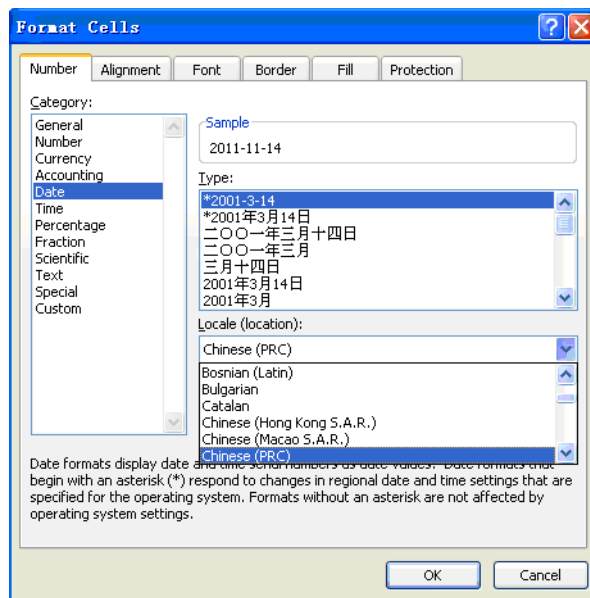 Format Cells
Number
Alignment
Font
Border
Fill
Protection
Category:
General
Number
Currency
Accounting
Date
Time
Percentage
Fraction
Scientific
Text
Special
Custom
Sample
2011-11-14
Type:
*2001-3-14
*2001年3月14日
二〇〇一年三月十四日
二〇〇一年三月
三月十四日
2001年3月14日
2001年3月
Locale (location):
Chinese (PRC)
Bosnian (Latin)
Bulgarian
Catalan
Chinese (Hong Kong S.A.R.)
Chinese (Macao S.A.R.)
Chinese (PRC)
Date formats display date and time serial numbers as date values. Date formats that
begin with an asterisk (*) respond to changes in regional date and time settings that are
specified for the operating system. Formats without an asterisk are not affected by
operating system settings.
OK
Cancel